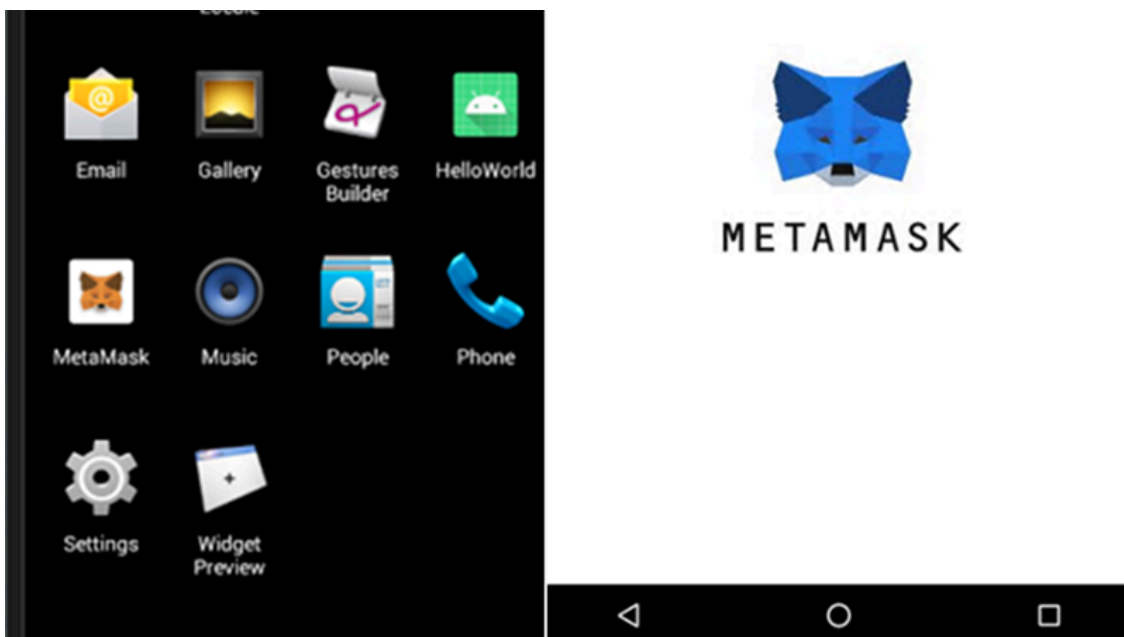 Email
Gallery
Gestures
Builder
HelloWorld
MetaMask
Music
People
Phone
Settings
Widget
Preview
METAMASK